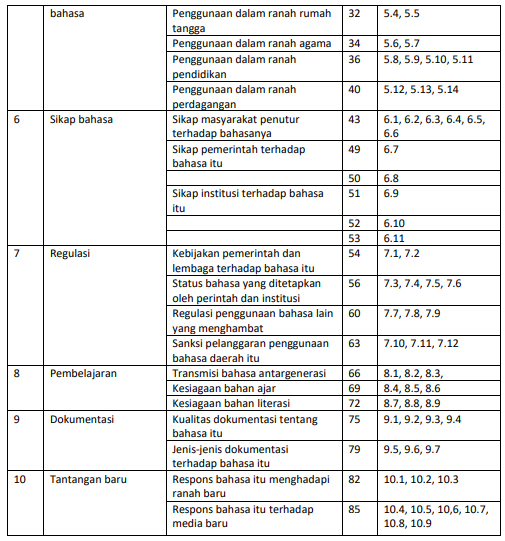 bahasa Penggunaan dalam ranah rumah 32 5.4, 5.5
tangga
Penggunaan dalam ranah agama 34 5.6, 5.7
Penggunaan dalam ranah 36 5.8, 5.9, 5.10, 5.11
pendidikan
Penggunaan dalam ranah 40 5.12, 5.13, 5.14
perdagangan
6 Sikap bahasa Sikap masyarakat penutur 43 6.1, 6.2, 6.3, 6.4, 6.5,
terhadap bahasanya 6.6
Sikap pemerintah terhadap 49 6.7
bahasa itu
50 6.8
Sikap institusi terhadap bahasa 51 6.9
itu
52 6.10
53 6.11
7 Regulasi Kebijakan pemerintah dan 54 7.1, 7.2
lembaga terhadap bahasa itu
Status bahasa yang ditetapkan 56 7.3, 7.4, 7.5, 7.6
oleh perintah dan institusi
Regulasi penggunaan bahasa lain 60 7.7, 7.8, 7.9
yang menghambat
Sanksi pelanggaran penggunaan 63 7.10, 7.11, 7.12
bahasa daerah itu
8 Pembelajaran Transmisi bahasa antargenerasi 66 8.1, 8.2, 8.3,
Kesiagaan bahan ajar 69 8.4, 8.5, 8.6
Kesiagaan bahan literasi 72 8.7, 8.8, 8.9
9 Dokumentasi Kualitas dokumentasi tentang 75 9.1, 9.2, 9.3, 9.4
bahasa itu
Jenis-jenis dokumentasi 79 9.5, 9.6, 9.7
terhadap bahasa itu
10 Tantangan baru Respons bahasa itu menghadapi 82 10.1, 10.2, 10.3
ranah baru
Respons bahasa itu terhadap 85 10.4, 10.5, 10,6, 10.7,
media baru 10.8, 10.9